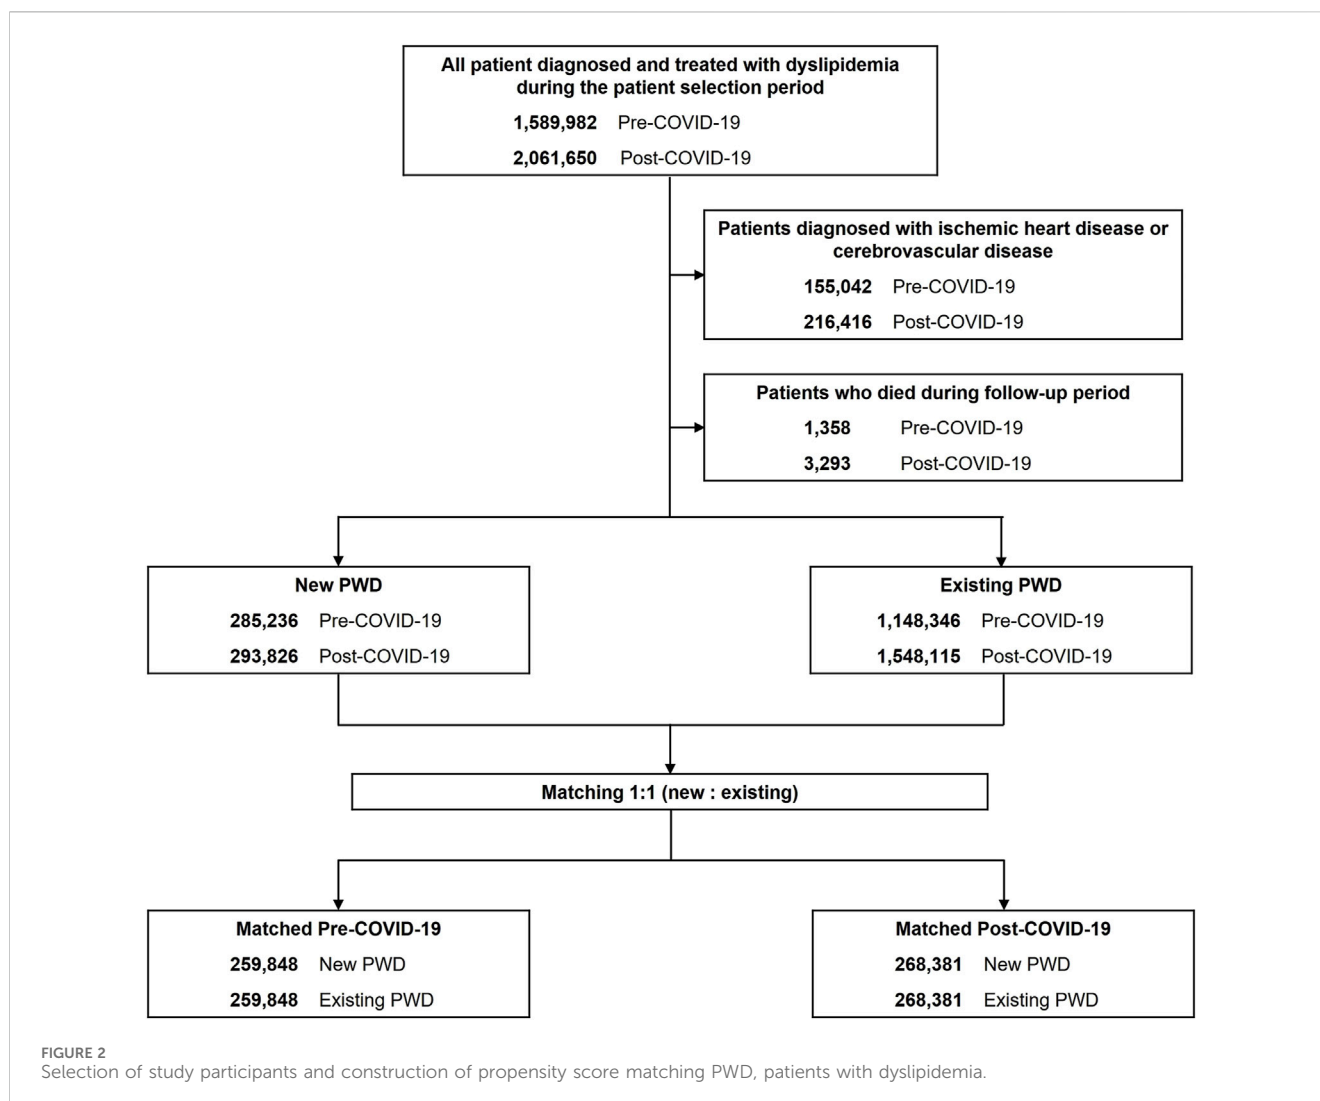 All patient diagnosed and treated with dyslipidemia
during the patient selection period
1,589,982 Pre-COVID-19
2,061,650 Post-COVID-19
Patients diagnosed with ischemic heart disease or
cerebrovascular disease
155,042 Pre-COVID-19
216,416 Post-COVID-19
Patients who died during follow-up period
1,358 Pre-COVID-19
3,293 Post-COVID-19
New PWD
285,236 Pre-COVID-19
293,826 Post-COVID-19
Existing PWD
1,148,346 Pre-COVID-19
1,548,115 Post-COVID-19
Matching 1:1 (new : existing)
Matched Pre-COVID-19
259,848 New PWD
259,848 Existing PWD
Matched Post-COVID-19
268,381 New PWD
268,381 Existing PWD
FIGURE 2
Selection of study participants and construction of propensity score matching PWD, patients with dyslipidemia.